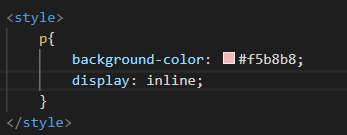 <style>
p{
background-color: #f5b8b8;
display: inline;
}
</style>